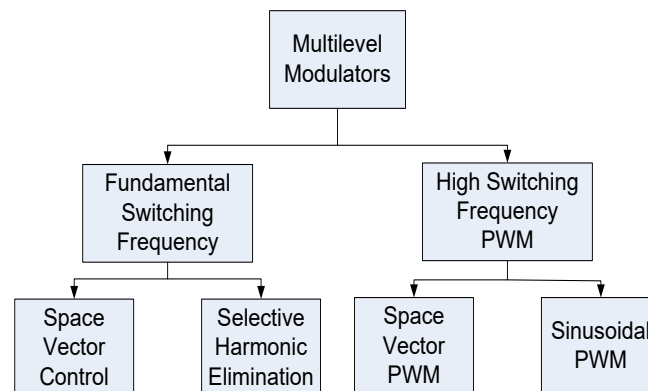 Multilevel
Modulators
Fundamental
Switching
Frequency
High Switching
Frequency
PWM
Space
Vector
Control
Selective
Harmonic
Elimination
Space
Vector
PWM
Sinusoidal
PWM